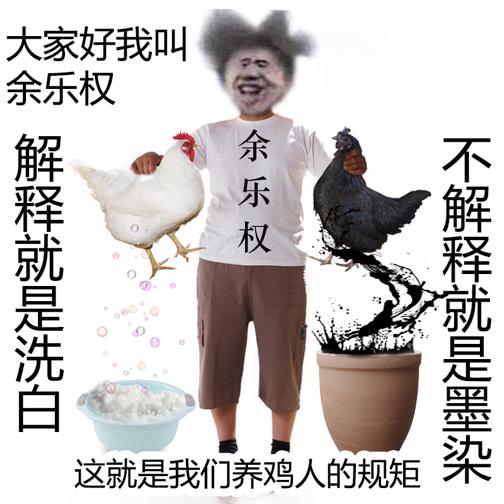 大家好我叫
余乐权
解释就是洗白
余乐权
不解释就是墨染
这就是我们养鸡人的规矩